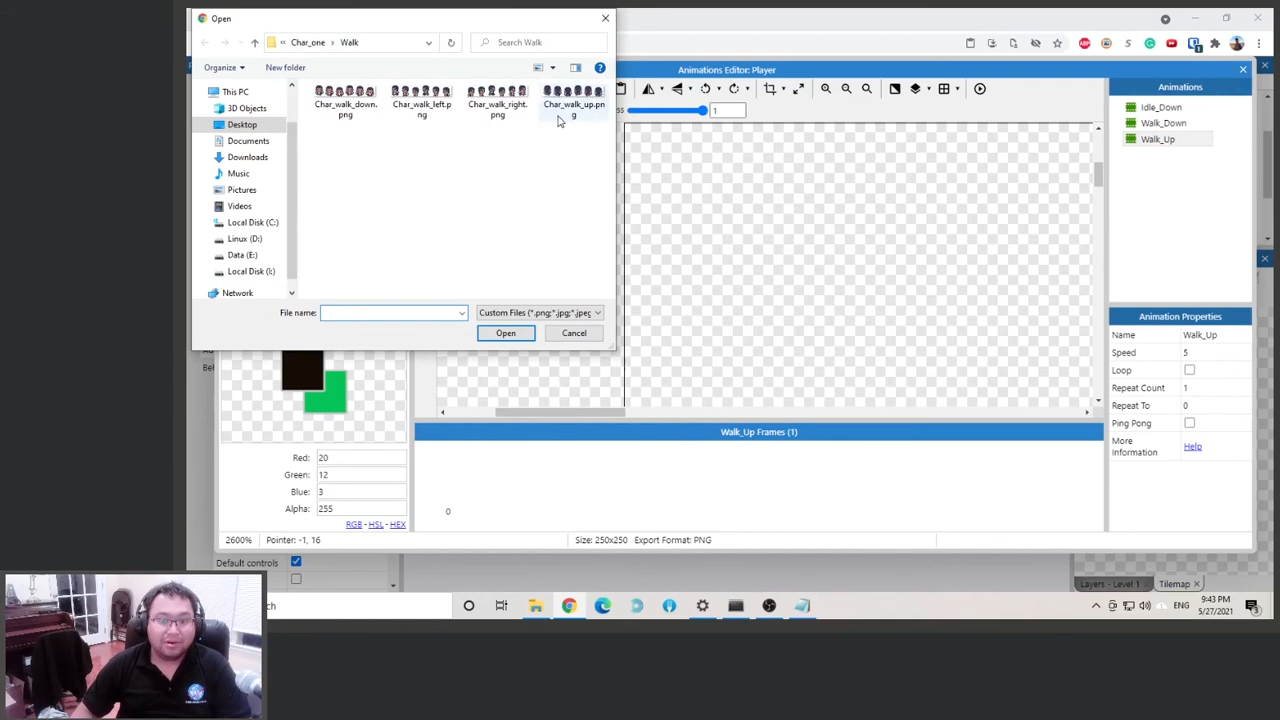 Open
Char_one > Walk
Search Walk
Organize
New folder
This PC
3D Objects
Desktop
Documents
Downloads
Music
Pictures
Videos
Local Disk (C:)
Linux (D:)
Data (E:)
Local Disk (I:)
Network
Char_walk_down.
png
Char_walk_left.p
ng
Char_walk_right.
png
Char_walk_up.pn
g
File name:
Custom Files (*.png;*.jpg;*.jpeg
Open
Cancel
Animations Editor: Player
1
Animations
Idle_Down
Walk_Down
Walk_Up
Animation Properties
Name Walk_Up
Speed 5
Loop
Repeat Count 1
Repeat To 0
Ping Pong
More
Information Help
Walk_Up Frames (1)
0
Red: 20
Green: 12
Blue: 3
Alpha: 255
RGB - HSL - HEX
2600% Pointer: -1, 16 Size: 250x250 Export Format: PNG
Default controls
Layers - Level 1
Tilemap
ENG
9:43 PM
5/27/2021
3